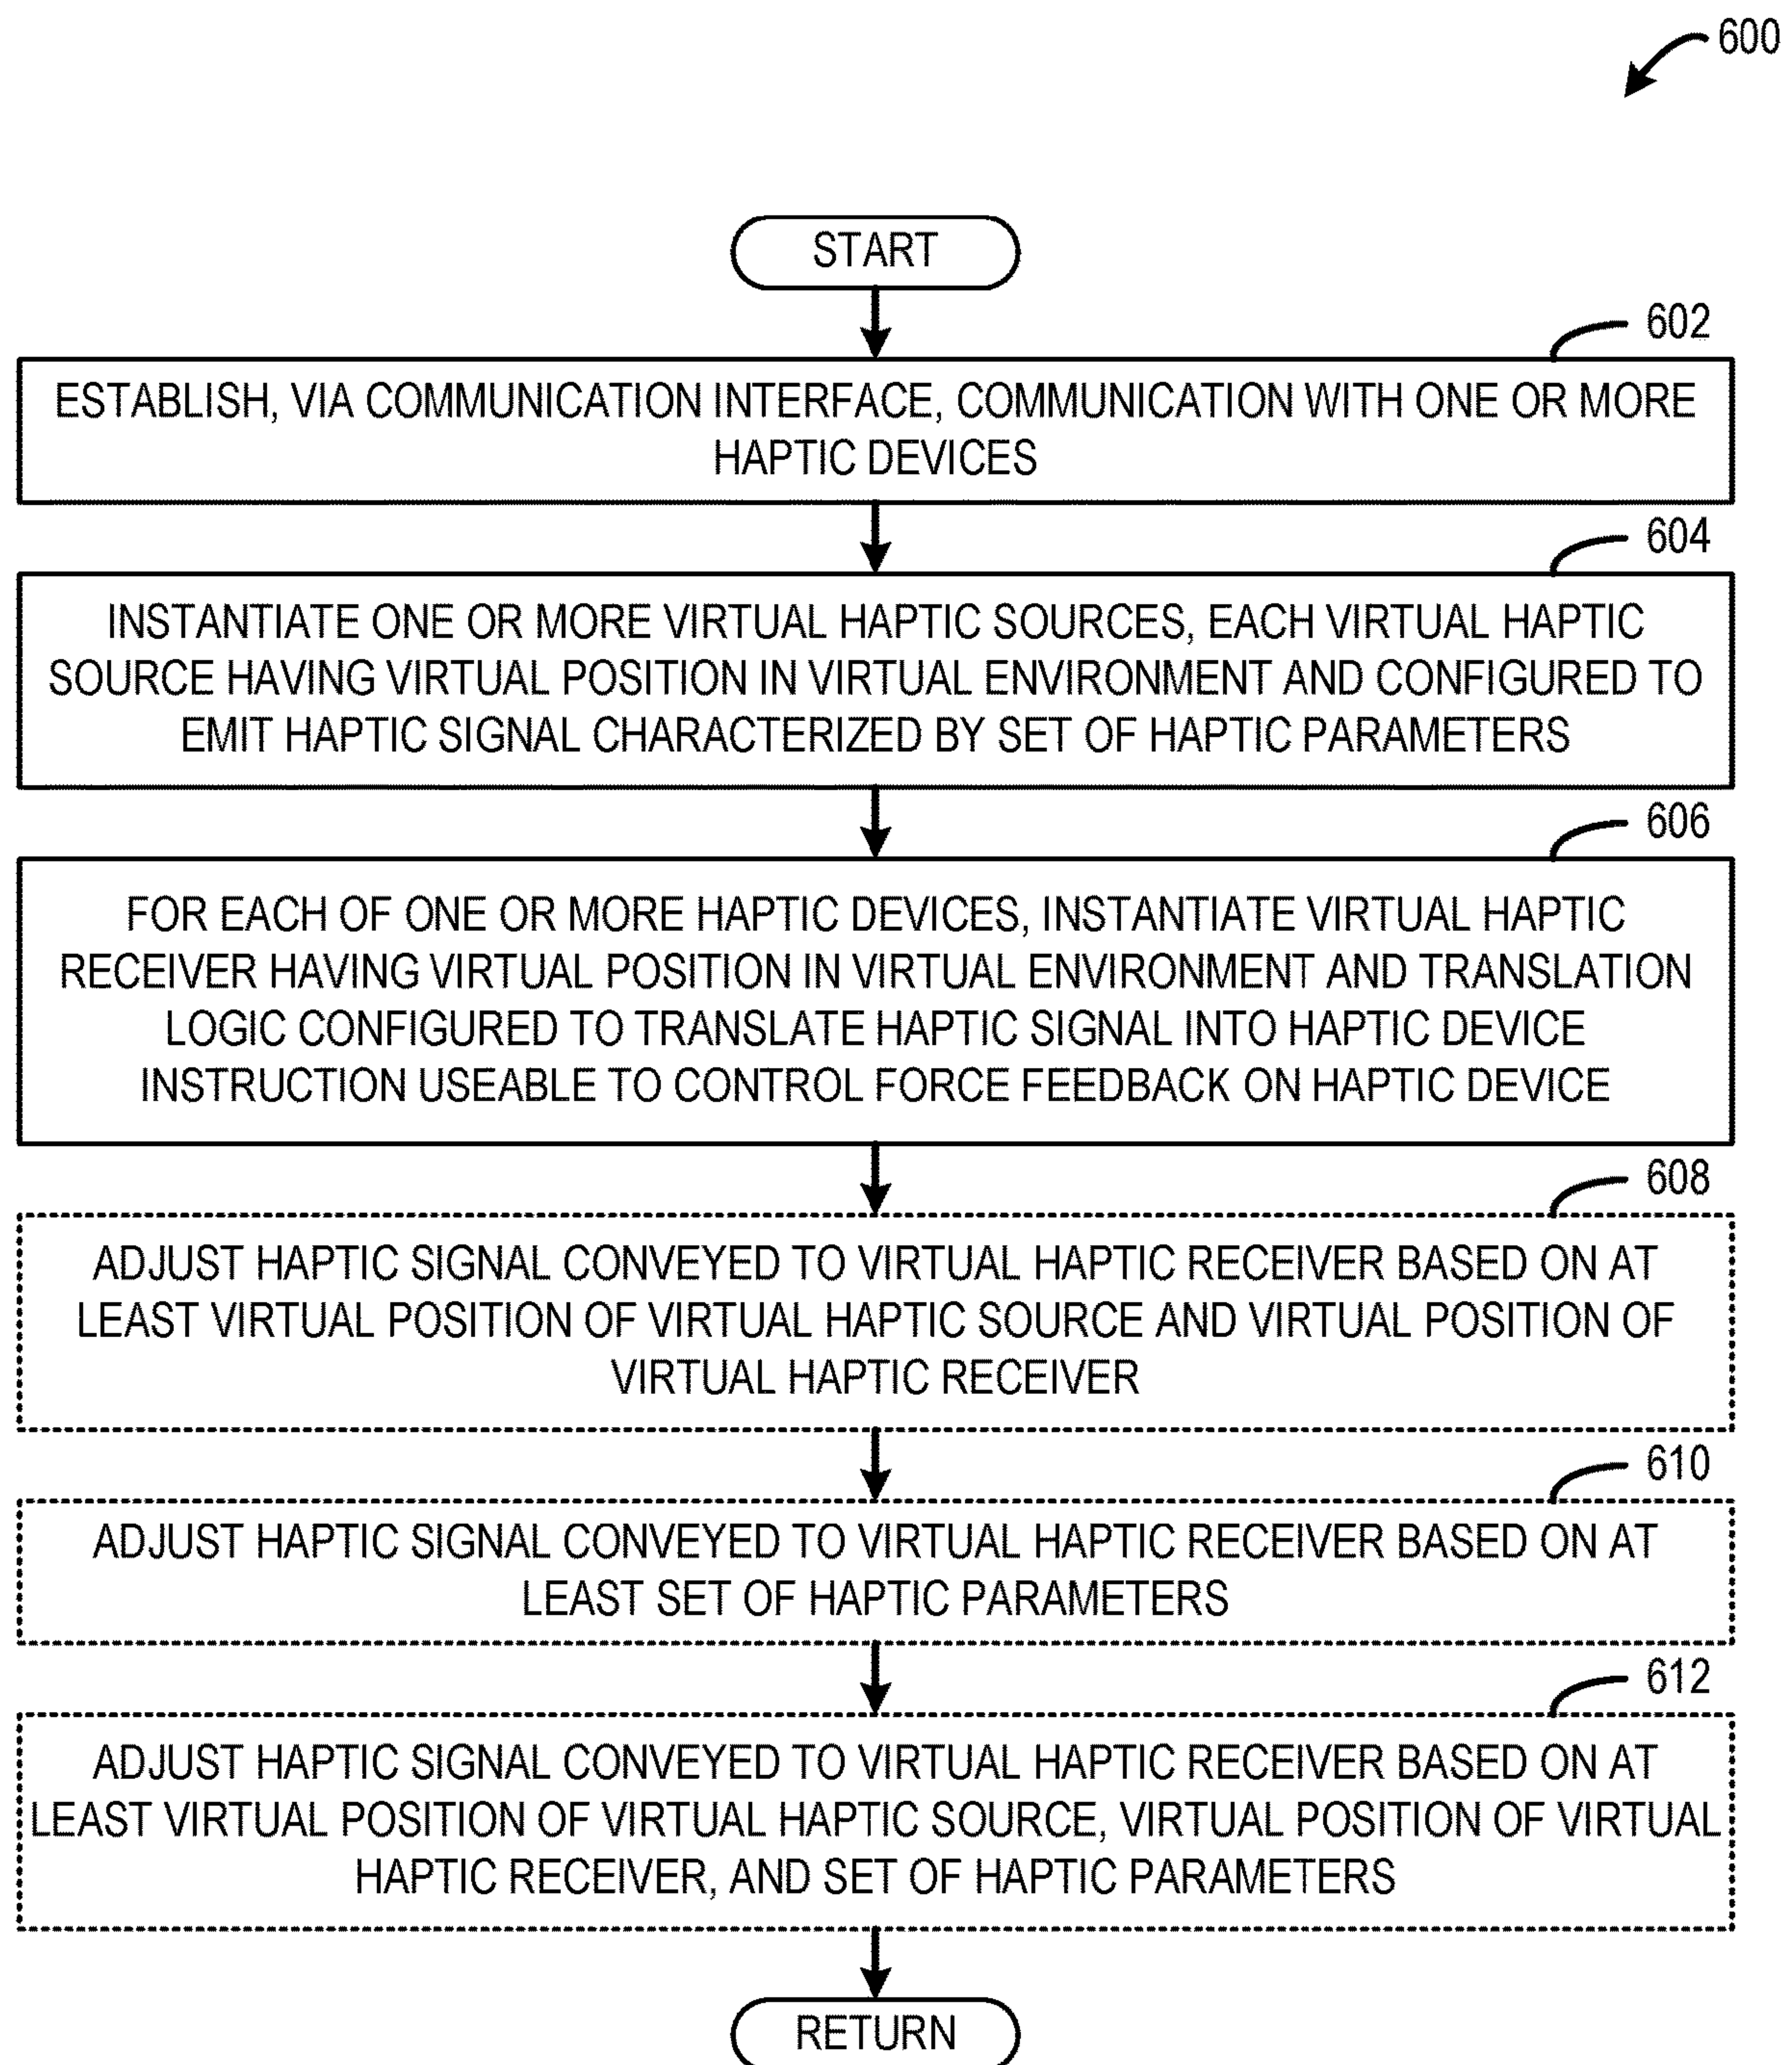 600
START
602
ESTABLISH, VIA COMMUNICATION INTERFACE, COMMUNICATION WITH ONE OR MORE
HAPTIC DEVICES
604
INSTANTIATE ONE OR MORE VIRTUAL HAPTIC SOURCES, EACH VIRTUAL HAPTIC
SOURCE HAVING VIRTUAL POSITION IN VIRTUAL ENVIRONMENT AND CONFIGURED TO
EMIT HAPTIC SIGNAL CHARACTERIZED BY SET OF HAPTIC PARAMETERS
606
FOR EACH OF ONE OR MORE HAPTIC DEVICES, INSTANTIATE VIRTUAL HAPTIC
RECEIVER HAVING VIRTUAL POSITION IN VIRTUAL ENVIRONMENT AND TRANSLATION
LOGIC CONFIGURED TO TRANSLATE HAPTIC SIGNAL INTO HAPTIC DEVICE
INSTRUCTION USEABLE TO CONTROL FORCE FEEDBACK ON HAPTIC DEVICE
608
ADJUST HAPTIC SIGNAL CONVEYED TO VIRTUAL HAPTIC RECEIVER BASED ON AT
LEAST VIRTUAL POSITION OF VIRTUAL HAPTIC SOURCE AND VIRTUAL POSITION OF
VIRTUAL HAPTIC RECEIVER
610
ADJUST HAPTIC SIGNAL CONVEYED TO VIRTUAL HAPTIC RECEIVER BASED ON AT
LEAST SET OF HAPTIC PARAMETERS
612
ADJUST HAPTIC SIGNAL CONVEYED TO VIRTUAL HAPTIC RECEIVER BASED ON AT
LEAST VIRTUAL POSITION OF VIRTUAL HAPTIC SOURCE, VIRTUAL POSITION OF VIRTUAL
HAPTIC RECEIVER, AND SET OF HAPTIC PARAMETERS
RETURN